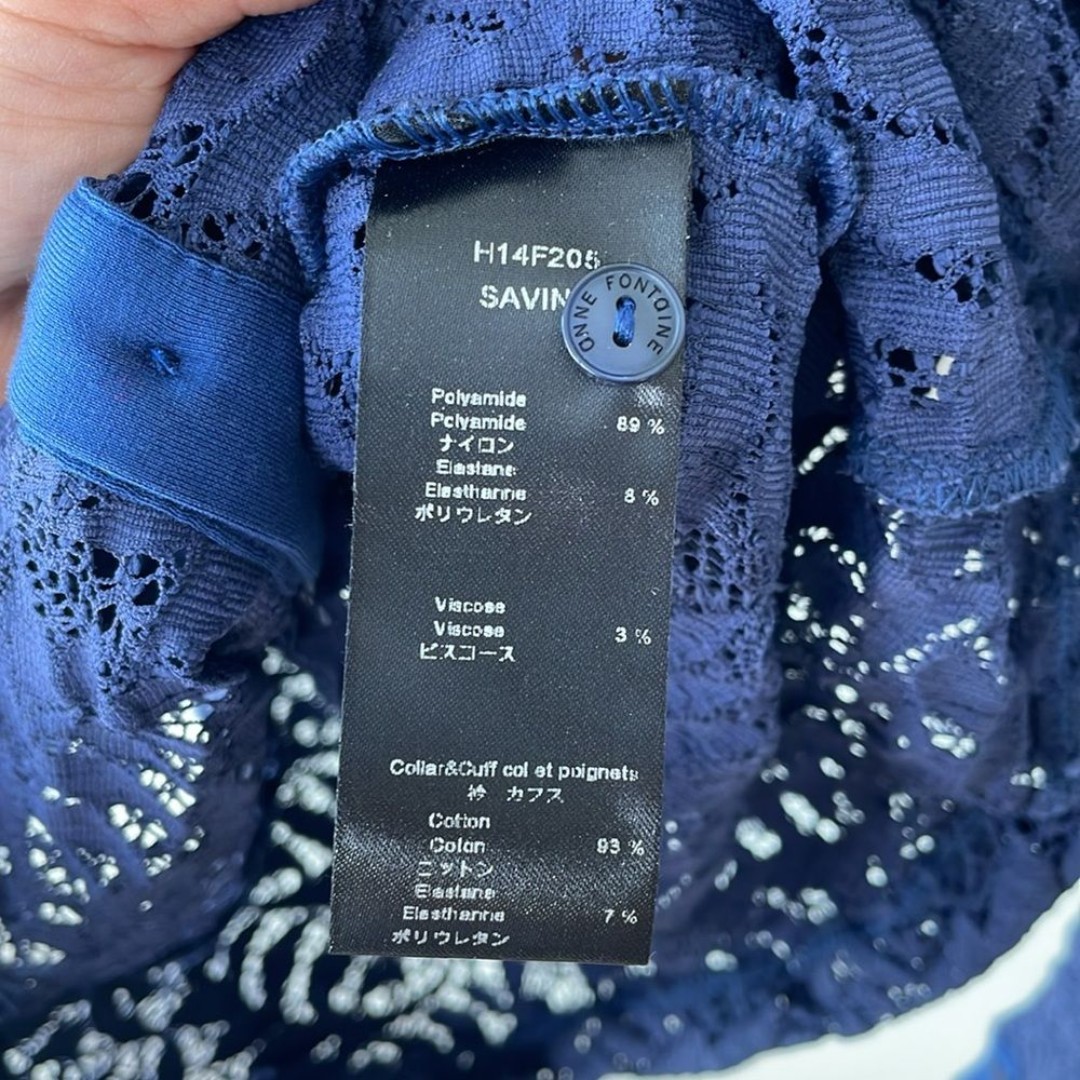 H14F205
SAVIN
ONNE FONTOINE
Polyamide
Polyamide 89 %
ナイロン
Elastane
Elasthanne 8 %
ポリウレタン
Viscose
Viscose 3 %
ビスコース
Collar&Cuff col et poignets
衿 カフス
Cotton
Coton 93 %
コットン
Elastane
Elasthanne 7 %
ポリウレタン